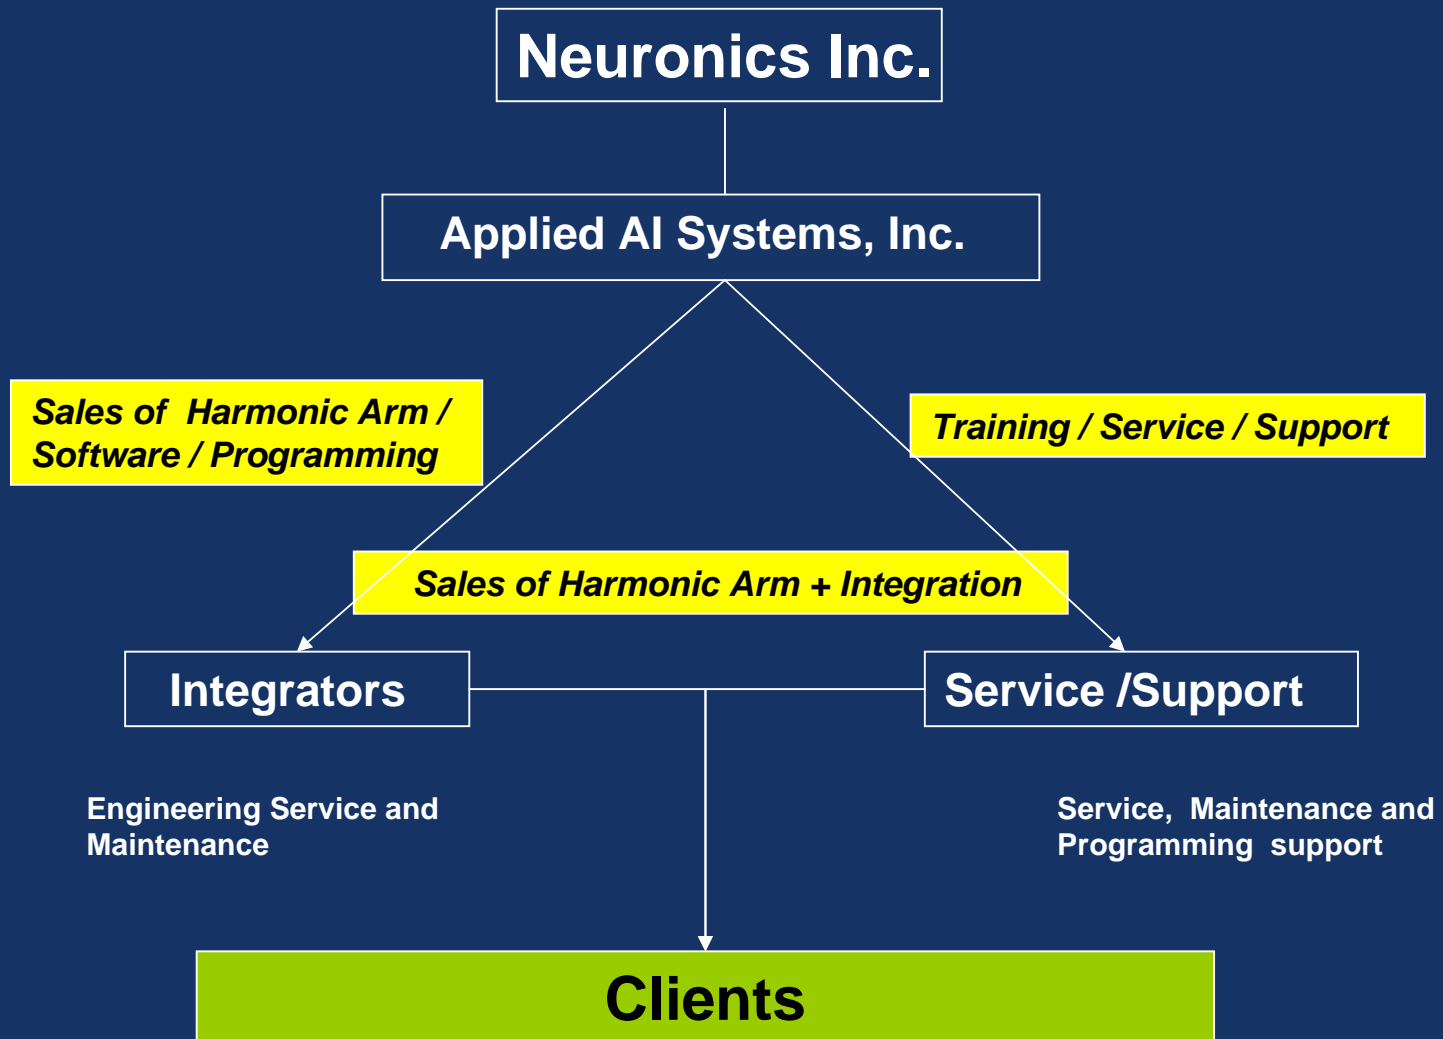 Neuronics Inc.
Applied AI Systems, Inc.
Sales of Harmonic Arm /
Software / Programming
Training / Service / Support
Sales of Harmonic Arm + Integration
Integrators
Service /Support
Engineering Service and
Maintenance
Service, Maintenance and
Programming support
Clients